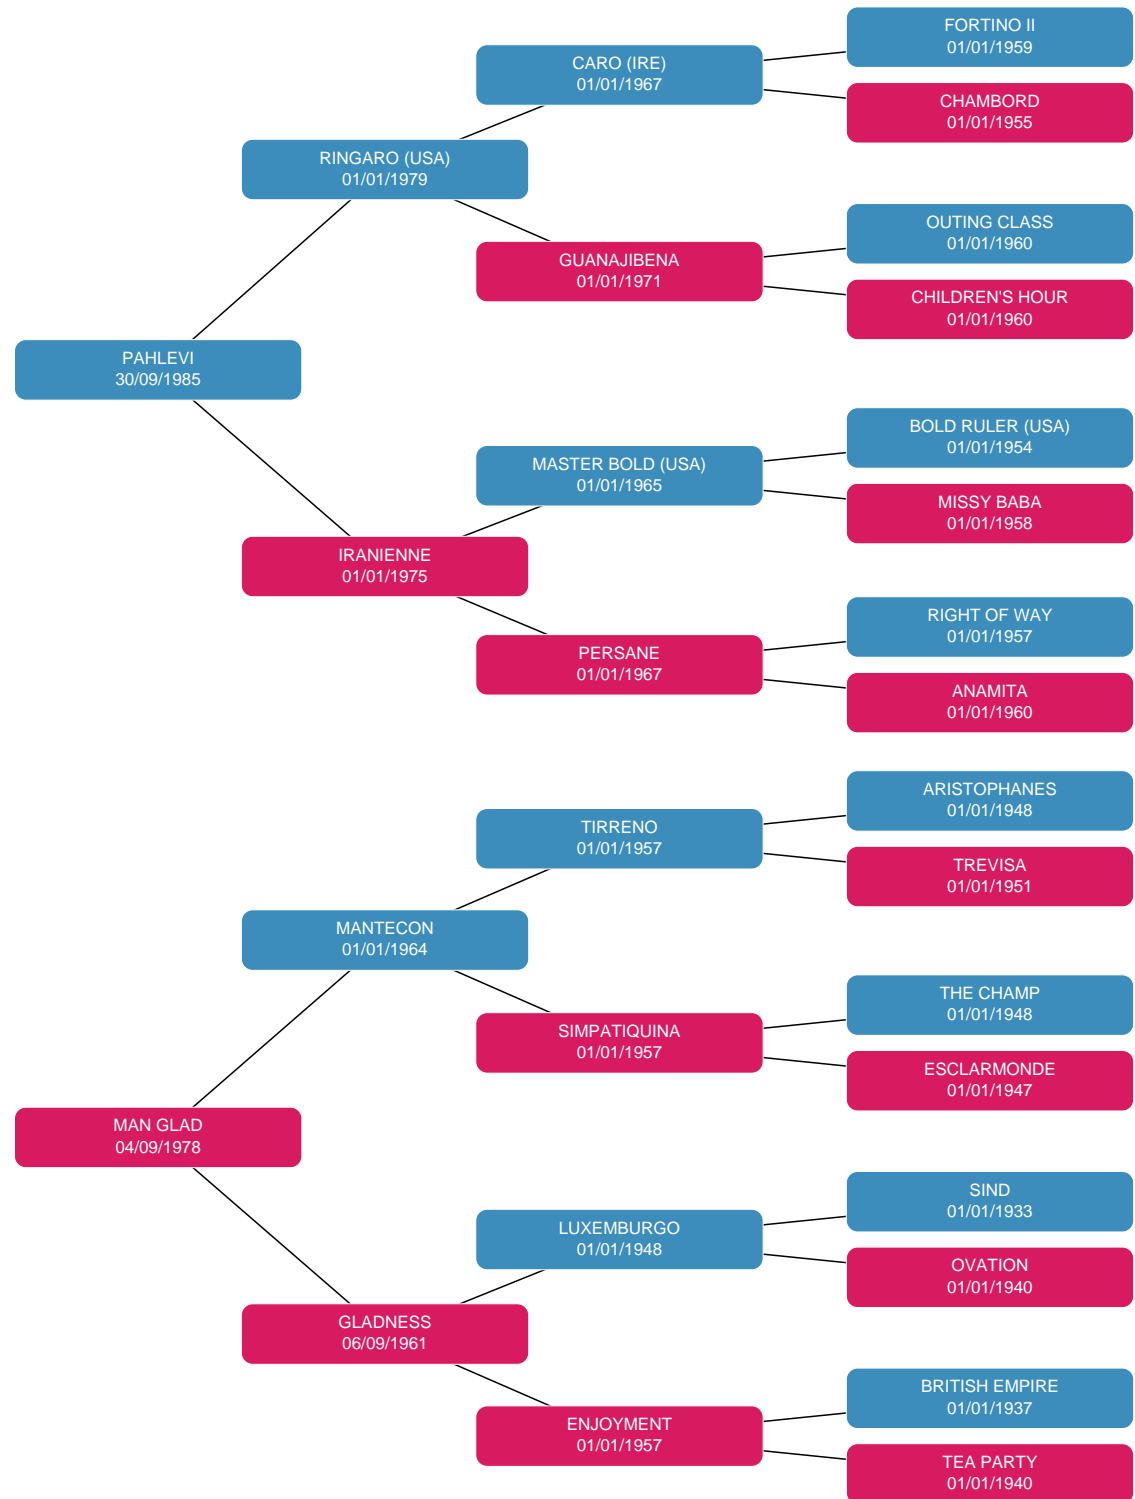 FORTINO II
01/01/1959
CARO (IRE)
01/01/1967
CHAMBORD
01/01/1955
RINGARO (USA)
01/01/1979
OUTING CLASS
01/01/1960
GUANAJIBENA
01/01/1971
CHILDREN'S HOUR
01/01/1960
PAHLEVI
30/09/1985
BOLD RULER (USA)
01/01/1954
MASTER BOLD (USA)
01/01/1965
MISSY BABA
01/01/1958
IRANIENNE
01/01/1975
RIGHT OF WAY
01/01/1957
PERSANE
01/01/1967
ANAMITA
01/01/1960
ARISTOPHANES
01/01/1948
TIRRENO
01/01/1957
TREVISA
01/01/1951
MANTECON
01/01/1964
THE CHAMP
01/01/1948
SIMPATIQUINA
01/01/1957
ESCLARMONDE
01/01/1947
MAN GLAD
04/09/1978
SIND
01/01/1933
LUXEMBURGO
01/01/1948
OVATION
01/01/1940
GLADNESS
06/09/1961
BRITISH EMPIRE
01/01/1937
ENJOYMENT
01/01/1957
TEA PARTY
01/01/1940